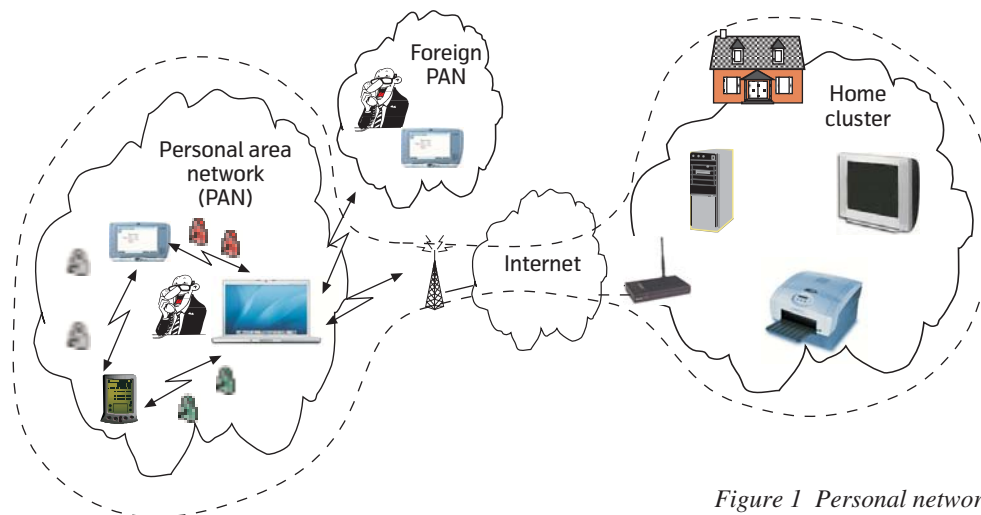 Foreign
PAN
Home
cluster
Personal area
network
(PAN)
Internet
Figure 1 Personal networ